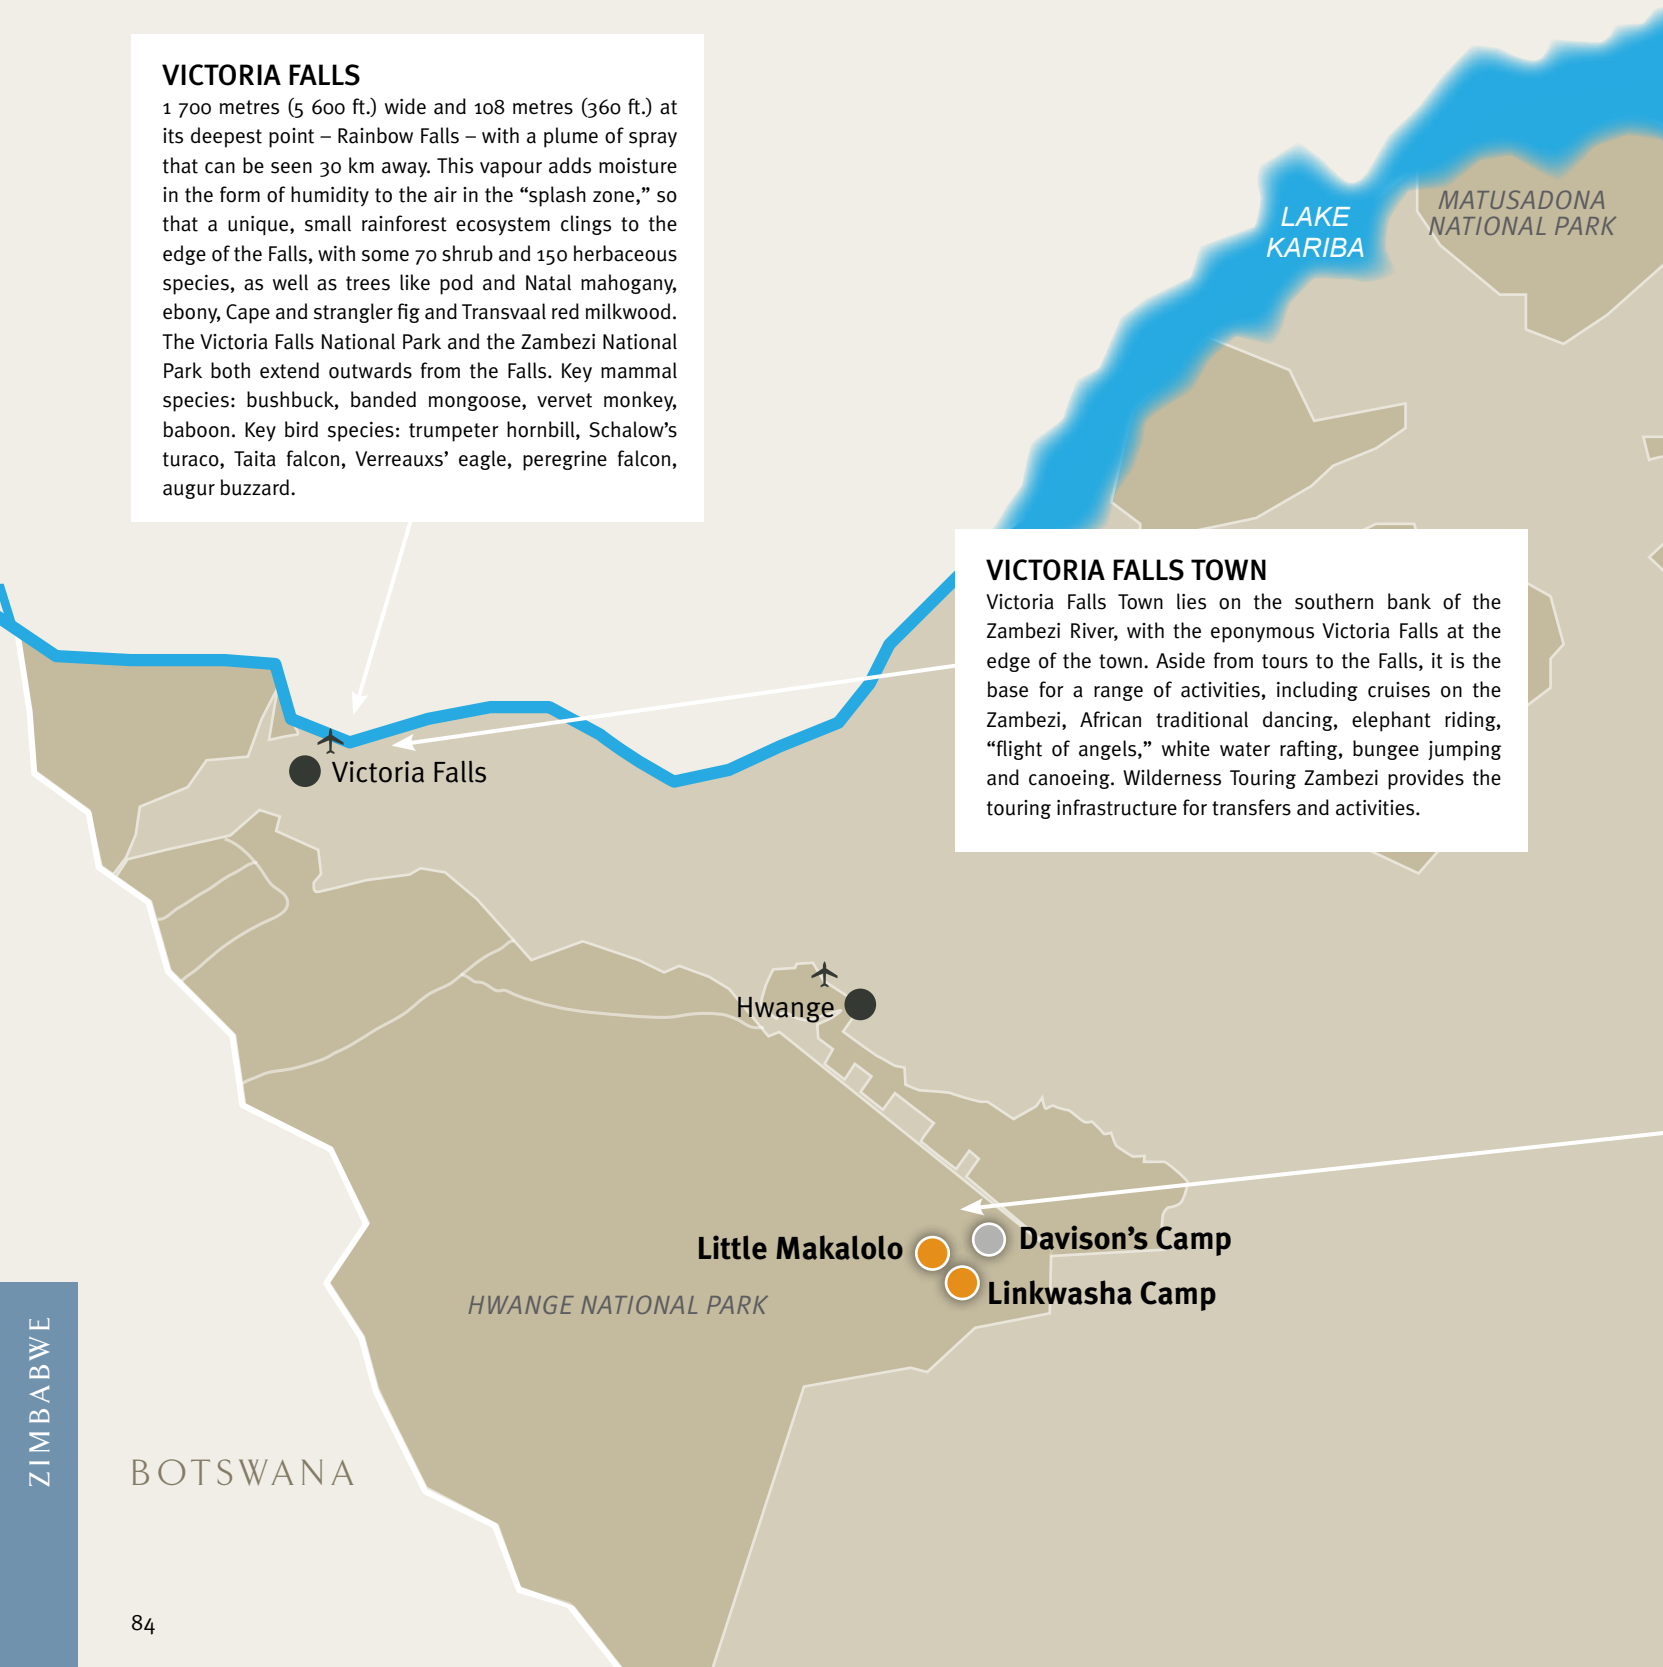 VICTORIA FALLS
1 700 metres (5 600 ft.) wide and 108 metres (360 ft.) at
its deepest point – Rainbow Falls – with a plume of spray
that can be seen 30 km away. This vapour adds moisture
in the form of humidity to the air in the “splash zone,” so
that a unique, small rainforest ecosystem clings to the
edge of the Falls, with some 70 shrub and 150 herbaceous
species, as well as trees like pod and Natal mahogany,
ebony, Cape and strangler fig and Transvaal red milkwood.
The Victoria Falls National Park and the Zambezi National
Park both extend outwards from the Falls. Key mammal
species: bushbuck, banded mongoose, vervet monkey,
baboon. Key bird species: trumpeter hornbill, Schalow’s
turaco, Taita falcon, Verreauxs’ eagle, peregrine falcon,
augur buzzard.
LAKE
KARIBA
MATUSADONA
NATIONAL PARK
VICTORIA FALLS TOWN
Victoria Falls Town lies on the southern bank of the
Zambezi River, with the eponymous Victoria Falls at the
edge of the town. Aside from tours to the Falls, it is the
base for a range of activities, including cruises on the
Zambezi, African traditional dancing, elephant riding,
“flight of angels,” white water rafting, bungee jumping
and canoeing. Wilderness Touring Zambezi provides the
touring infrastructure for transfers and activities.
Victoria Falls
Hwange
Little Makalolo
Davison’s Camp
Linkwasha Camp
HWANGE NATIONAL PARK
ZIMBABWE
BOTSWANA
84